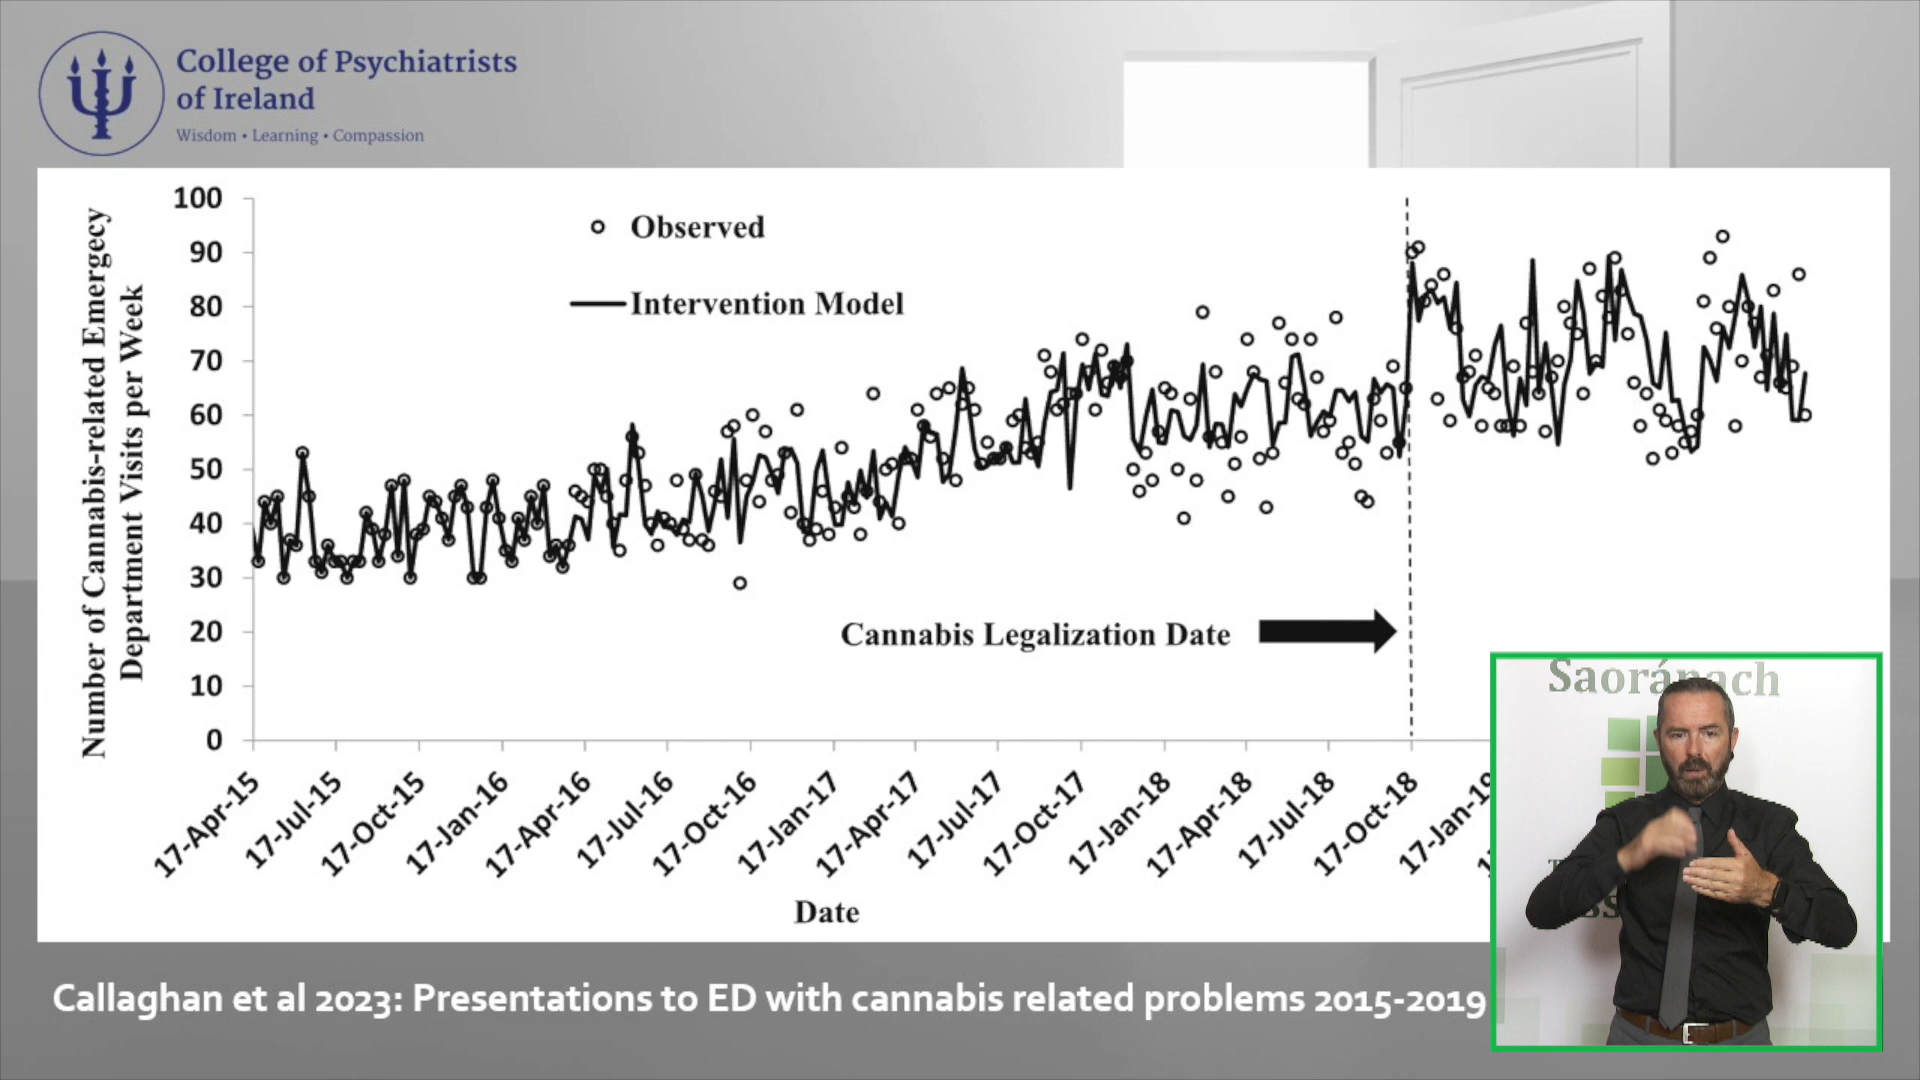 College of Psychiatrists
of Ireland
Wisdom • Learning • Compassion
Number of Cannabis-related Emergecy
Department Visits per Week
100
90
80
70
60
50
40
30
20
10
0
Observed
Intervention Model
Cannabis Legalization Date
17-Apr-15
17-Jul-15
17-Oct-15
17-Jan-16
17-Apr-16
17-Jul-16
17-Oct-16
17-Jan-17
17-Apr-17
17-Jul-17
17-Oct-17
17-Jan-18
17-Apr-18
17-Jul-18
17-Oct-18
17-Jan-19
Date
Callaghan et al 2023: Presentations to ED with cannabis related problems 2015-2019